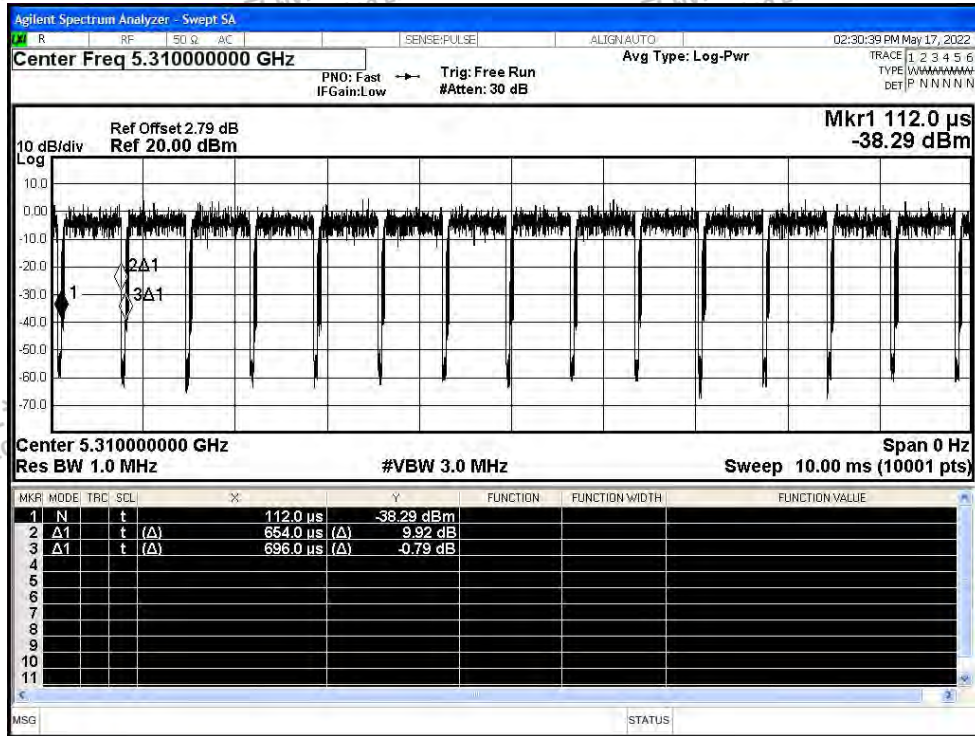 Agilent Spectrum Analyzer - Swept SA
R RF 50 Ω AC SENSE:PULSE ALIGN AUTO 02:30:39 PM May 17, 2022
Center Freq 5.310000000 GHz
PNO: Fast
IFGain:Low
Trig: Free Run
#Atten: 30 dB
Avg Type: Log-Pwr
TRACE 1 2 3 4 5 6
TYPE
DET P N N N N N
Mkr1 112.0 µs
-38.29 dBm
Ref Offset 2.79 dB
10 dB/div Ref 20.00 dBm
Log
10.0
0.00
-10.0
-20.0
-30.0
-40.0
-50.0
-60.0
-70.0
2Δ1
1
3Δ1
Center 5.310000000 GHz Span 0 Hz
Res BW 1.0 MHz #VBW 3.0 MHz Sweep 10.00 ms (10001 pts)
MKR MODE TRC SCL X Y FUNCTION FUNCTION WIDTH FUNCTION VALUE
1 N t 112.0 µs -38.29 dBm
2 Δ1 t (Δ) 654.0 µs (Δ) 9.92 dB
3 Δ1 t (Δ) 696.0 µs (Δ) -0.79 dB
4
5
6
7
8
9
10
11
MSG STATUS